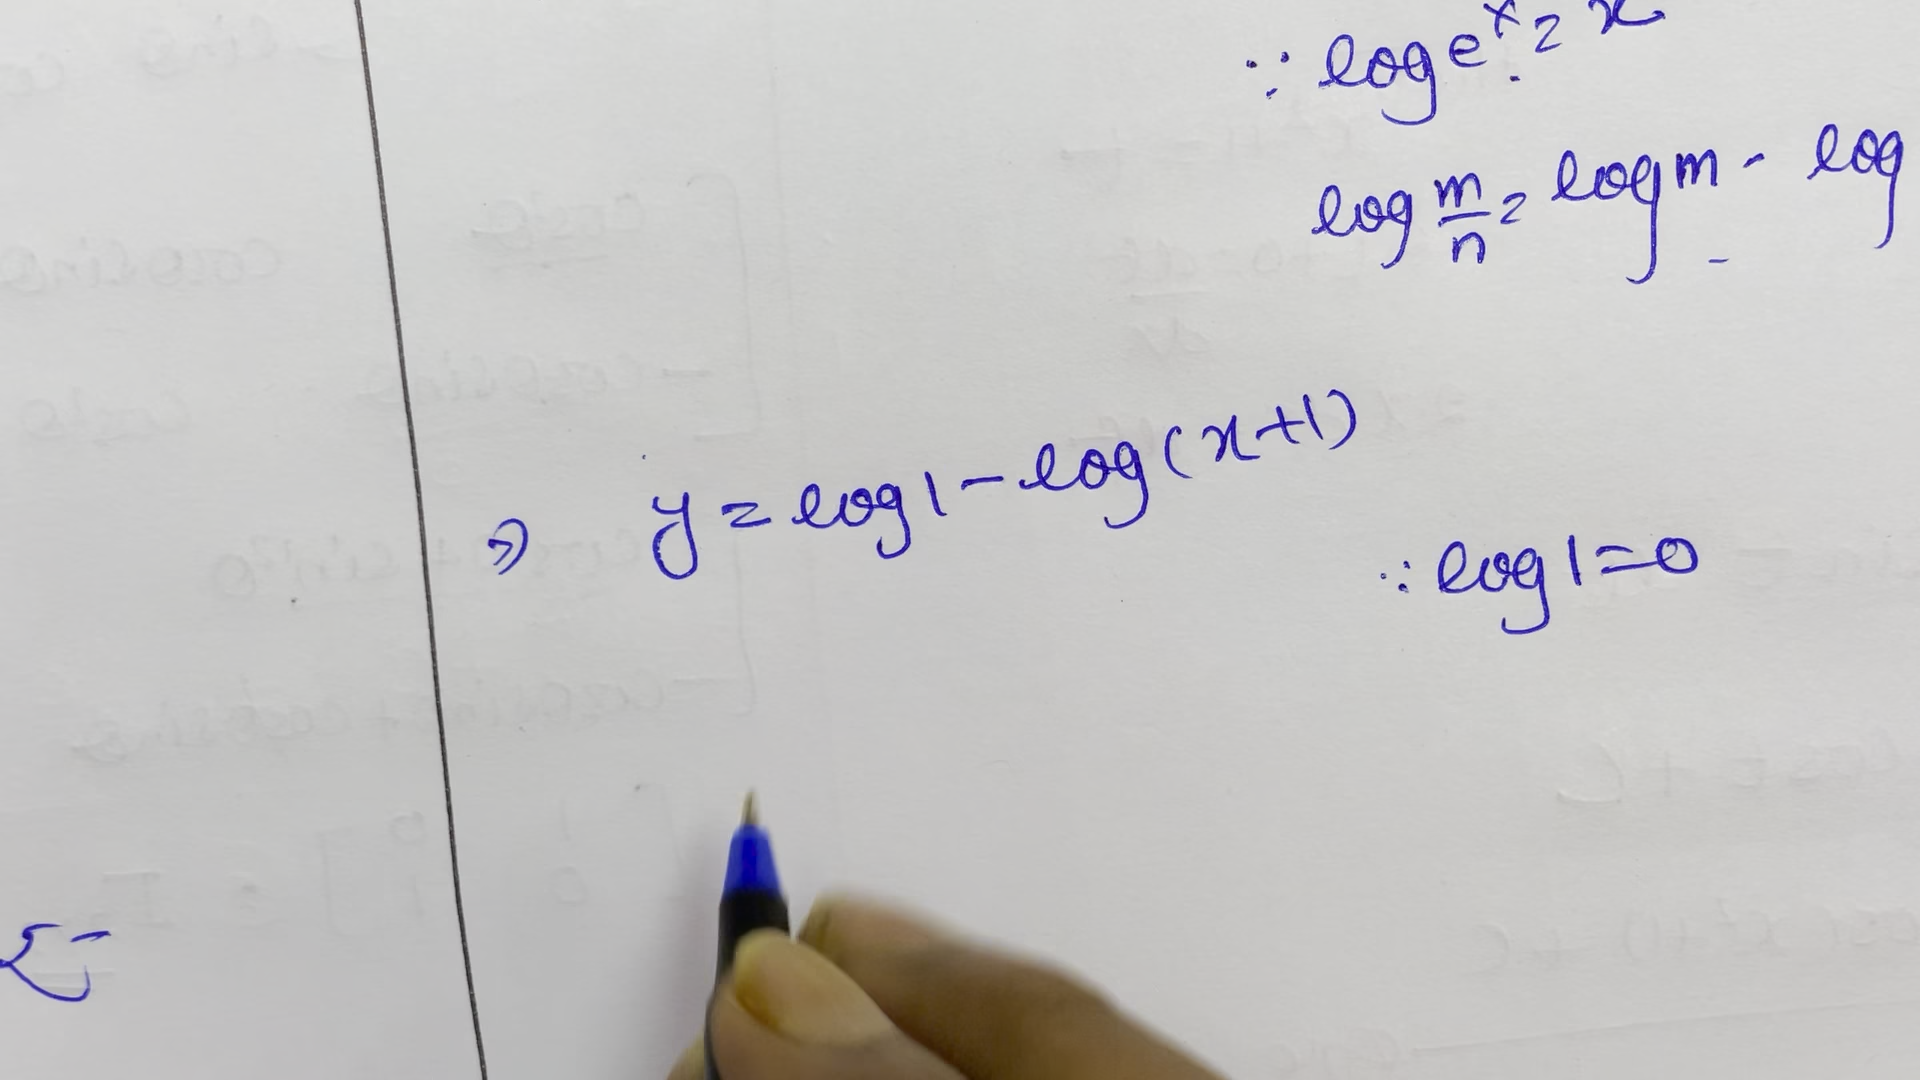 ∵ log eˣ = x
log m/n = log m - log
⇒ y = log 1 - log(x+1)
∵ log 1 = 0